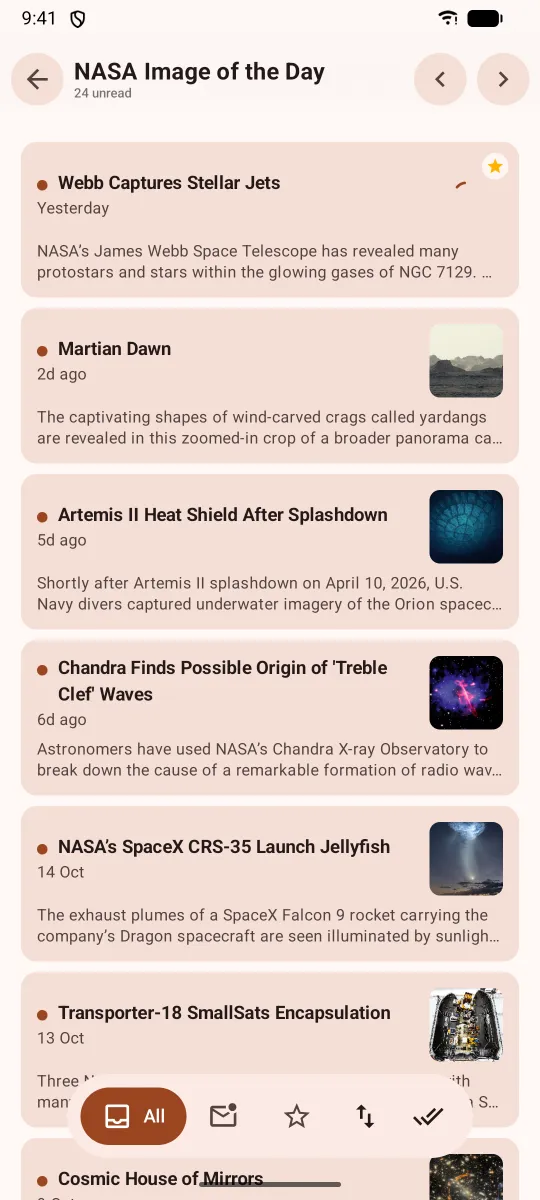 9:41
NASA Image of the Day
24 unread
Webb Captures Stellar Jets
Yesterday
NASA’s James Webb Space Telescope has revealed many
protostars and stars within the glowing gases of NGC 7129. …
Martian Dawn
2d ago
The captivating shapes of wind-carved crags called yardangs
are revealed in this zoomed-in crop of a broader panorama ca…
Artemis II Heat Shield After Splashdown
5d ago
Shortly after Artemis II splashdown on April 10, 2026, U.S.
Navy divers captured underwater imagery of the Orion spacec…
Chandra Finds Possible Origin of 'Treble
Clef' Waves
6d ago
Astronomers have used NASA’s Chandra X-ray Observatory to
break down the cause of a remarkable formation of radio wav…
NASA’s SpaceX CRS-35 Launch Jellyfish
14 Oct
The exhaust plumes of a SpaceX Falcon 9 rocket carrying the
company’s Dragon spacecraft are seen illuminated by sunligh…
Transporter-18 SmallSats Encapsulation
13 Oct
Three
All
Cosmic House of Mirrors